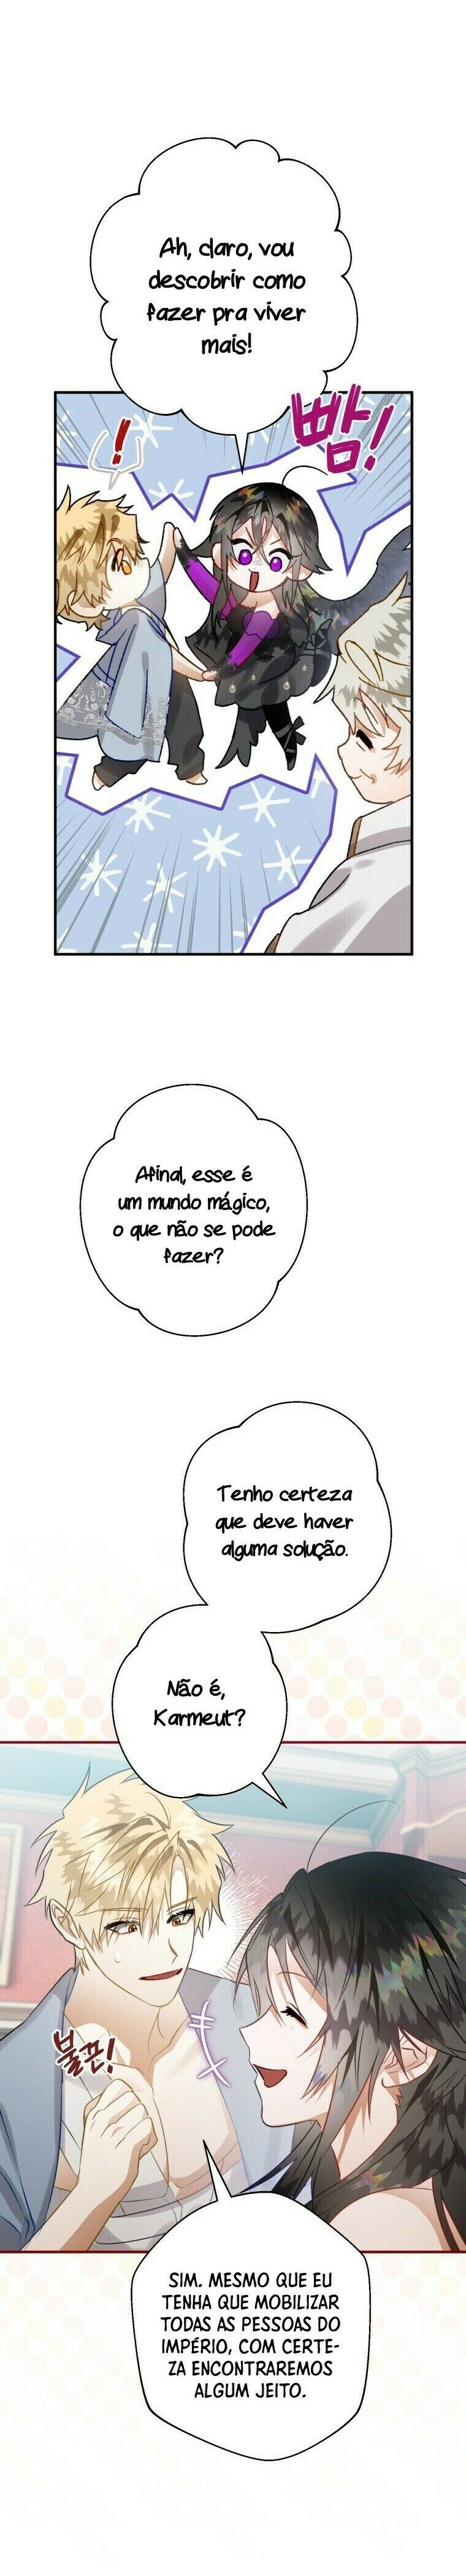 Ah, claro, vou
descobrir como
fazer pra viver
mais!
!
빰!
Afinal, esse é
um mundo mágico,
o que não se pode
fazer?
Tenho certeza
que deve haver
alguma solução.
Não é,
Karmeut?
불끈!
SIM. MESMO QUE EU
TENHA QUE MOBILIZAR
TODAS AS PESSOAS DO
IMPÉRIO, COM CERTE-
ZA ENCONTRAREMOS
ALGUM JEITO.